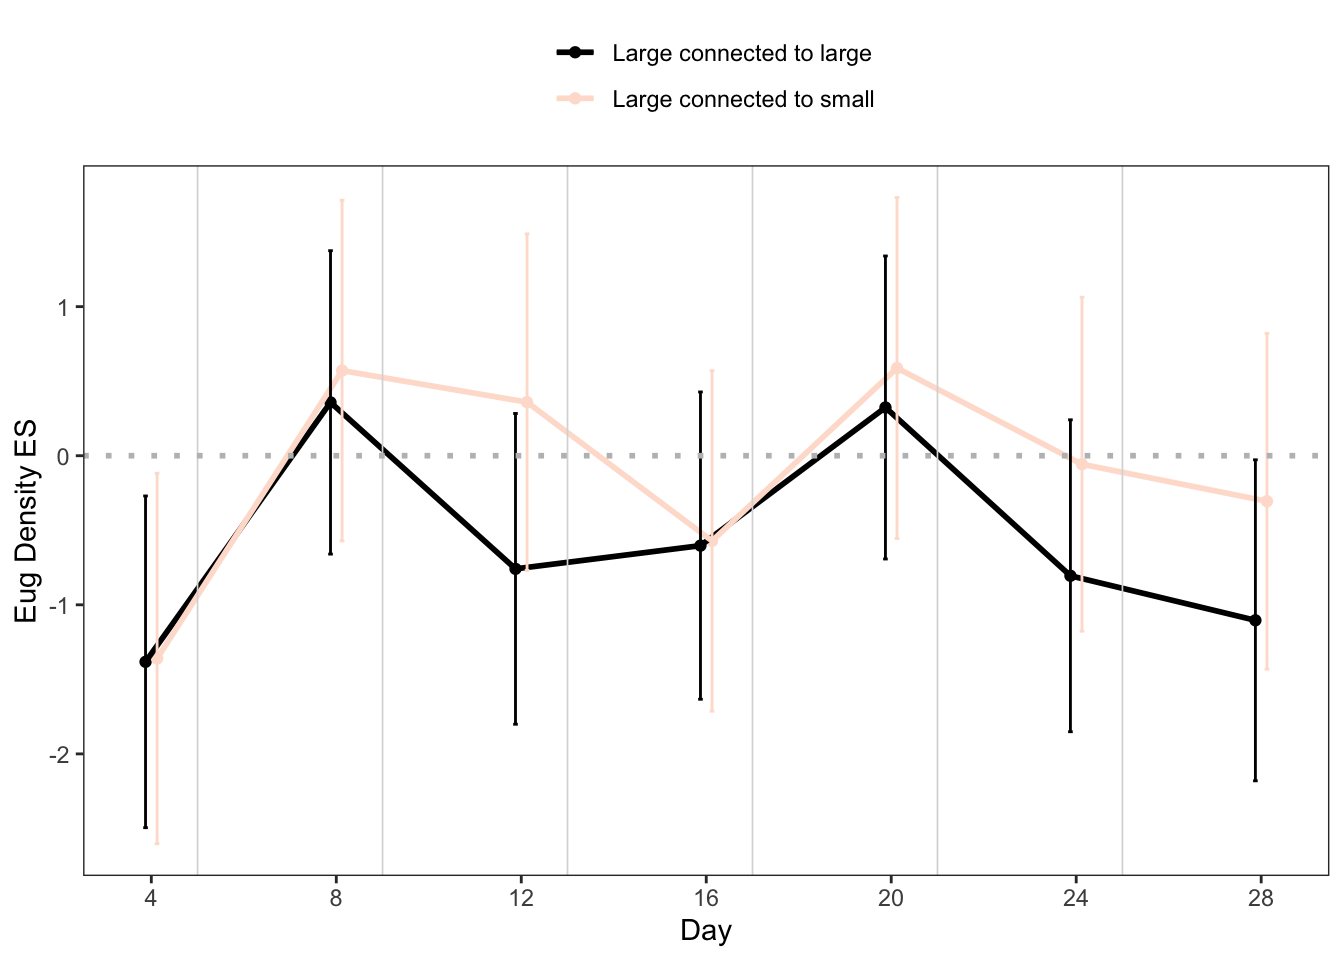 Large connected to large
Large connected to small
Eug Density ES
1
0
-1
-2
4 8 12 16 20 24 28
Day